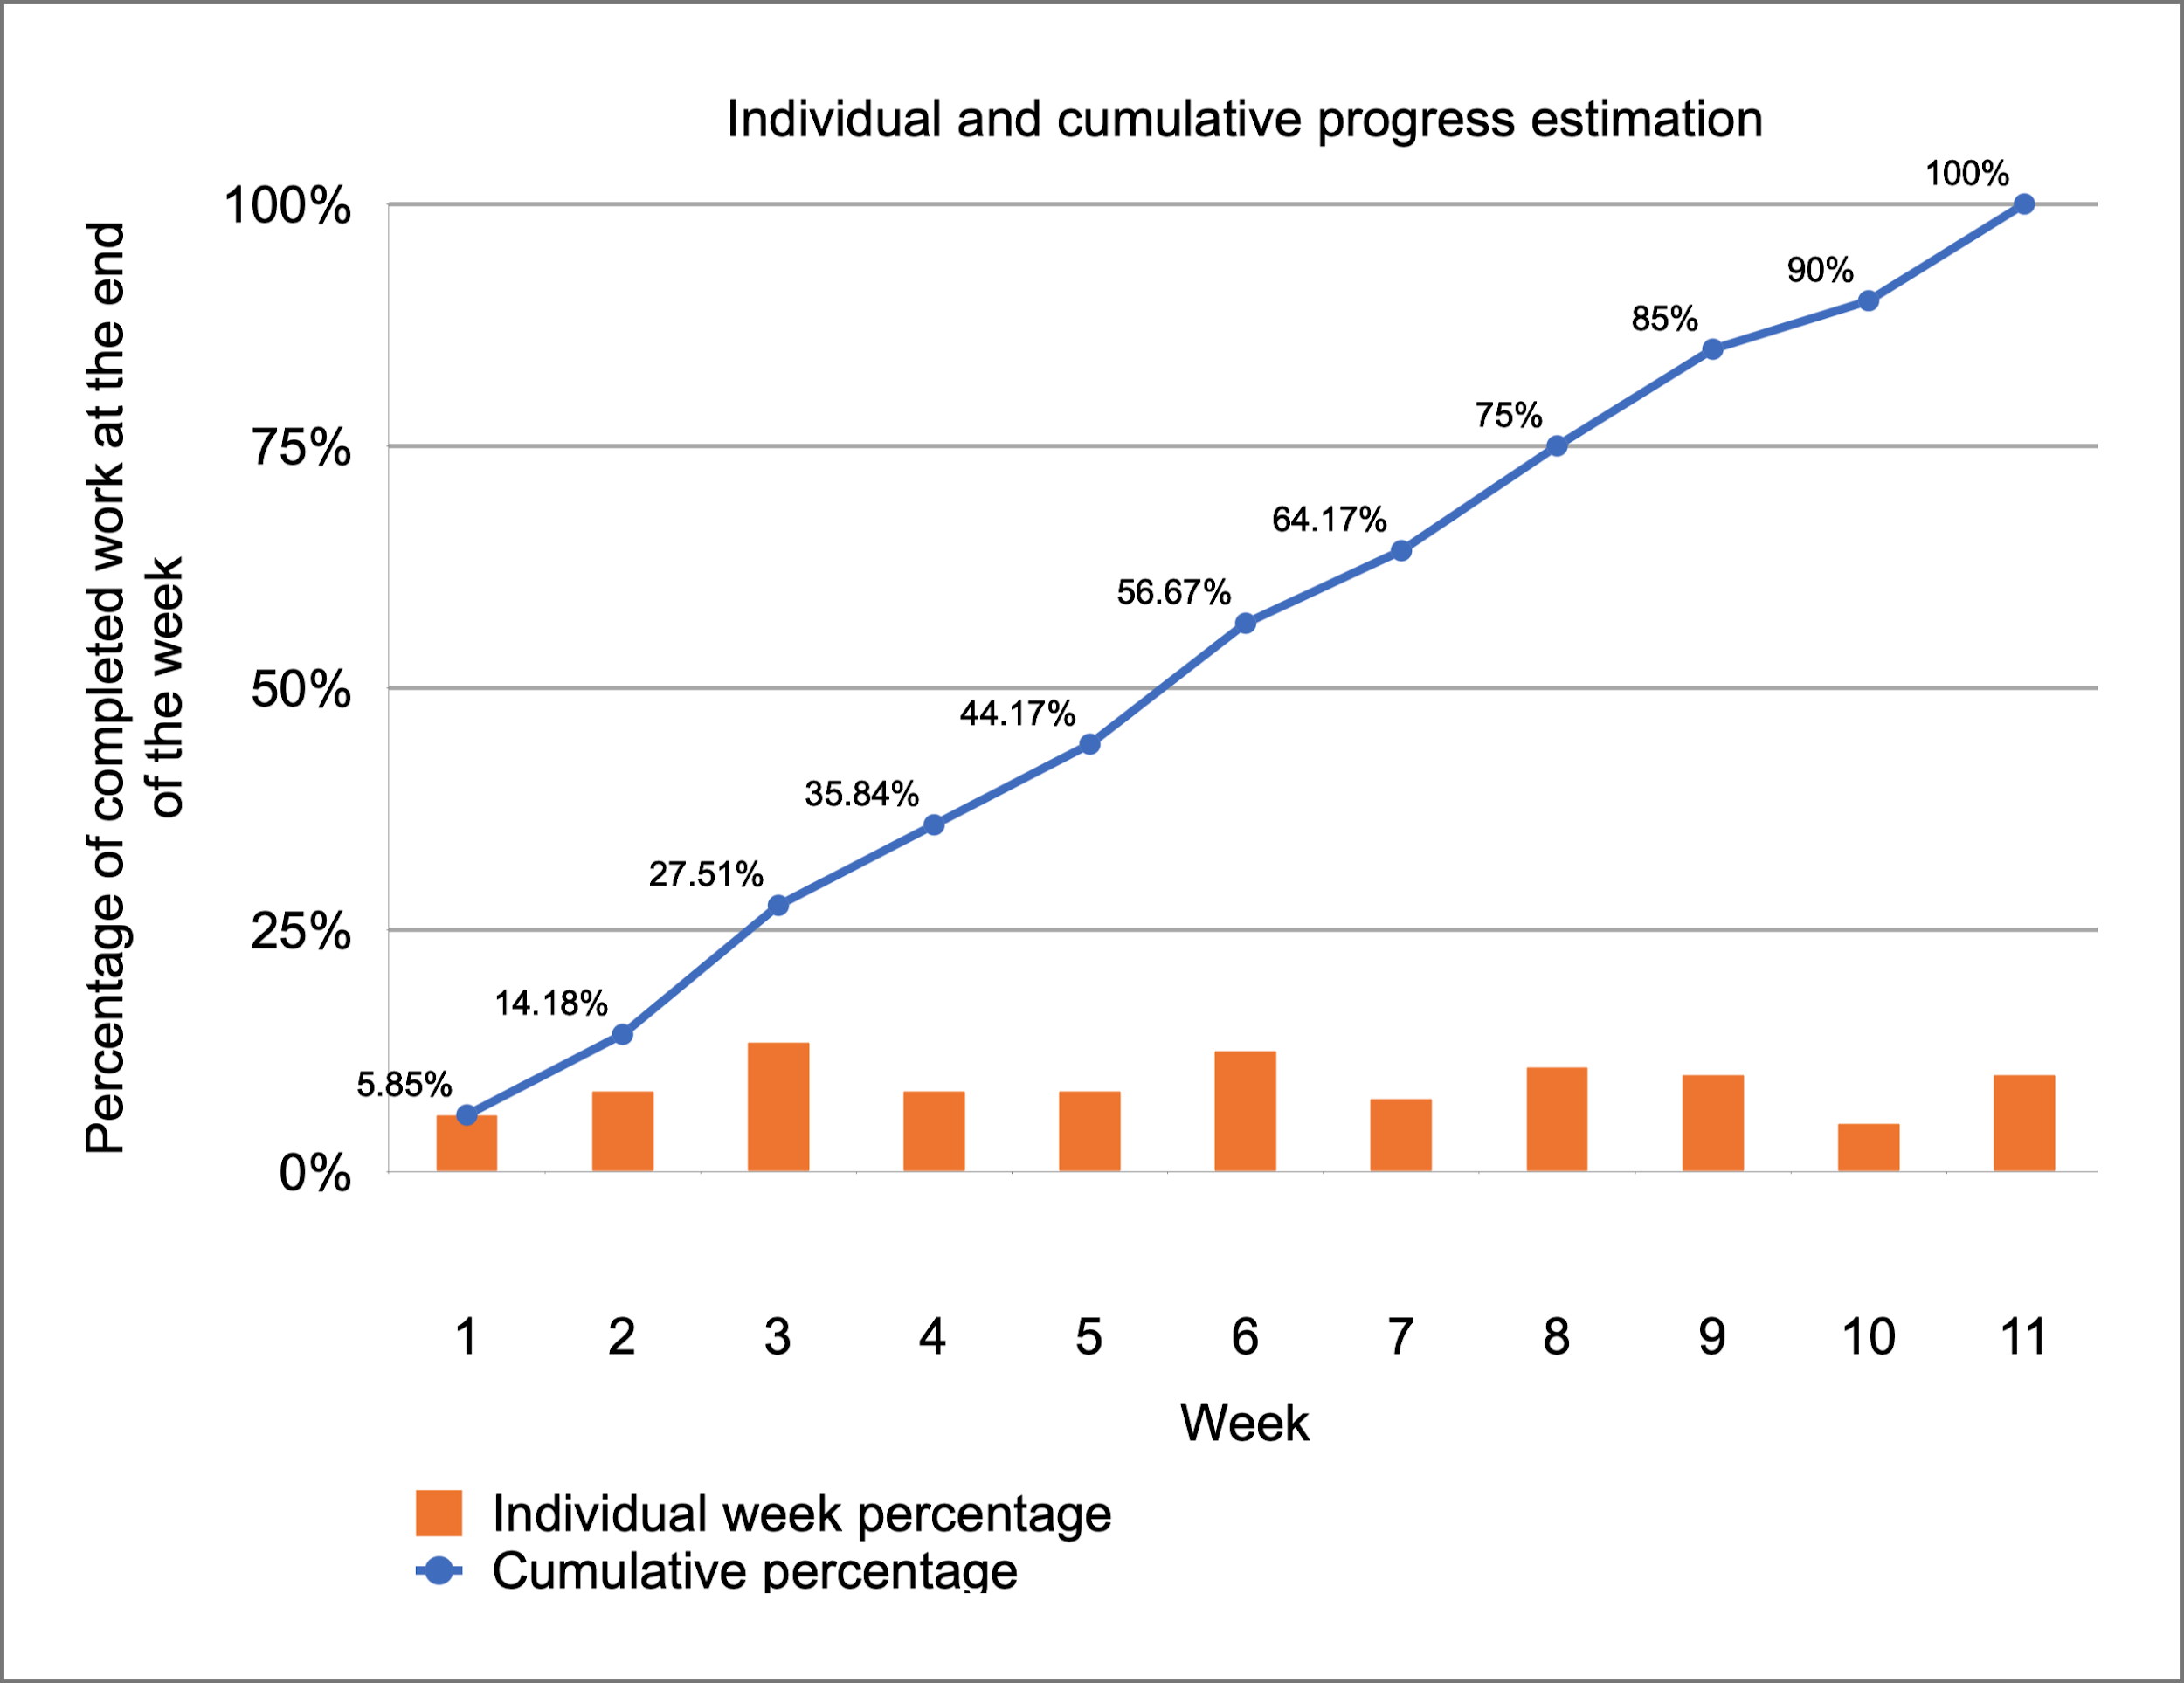 Individual and cumulative progress estimation
100%
100%
90%
85%
75%
75%
64.17%
56.67%
50%
44.17%
35.84%
27.51%
25%
14.18%
5.85%
0%
Percentage of completed work at the end
of the week
1 2 3 4 5 6 7 8 9 10 11
Week
Individual week percentage
Cumulative percentage